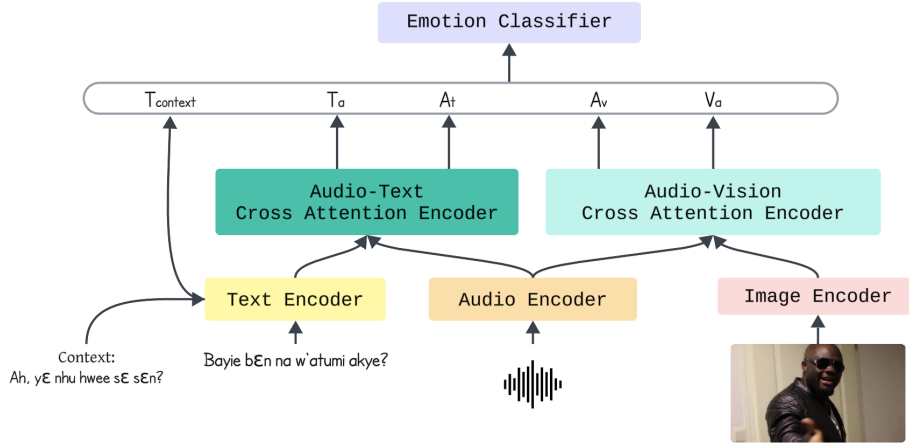 Emotion Classifier
Tcontext Ta At Av Va
Audio-Text
Cross Attention Encoder
Audio-Vision
Cross Attention Encoder
Text Encoder
Audio Encoder
Image Encoder
Context:
Ah, yɛ nhu hwee sɛ sɛn?
Bayie bɛn na w'atumi akye?